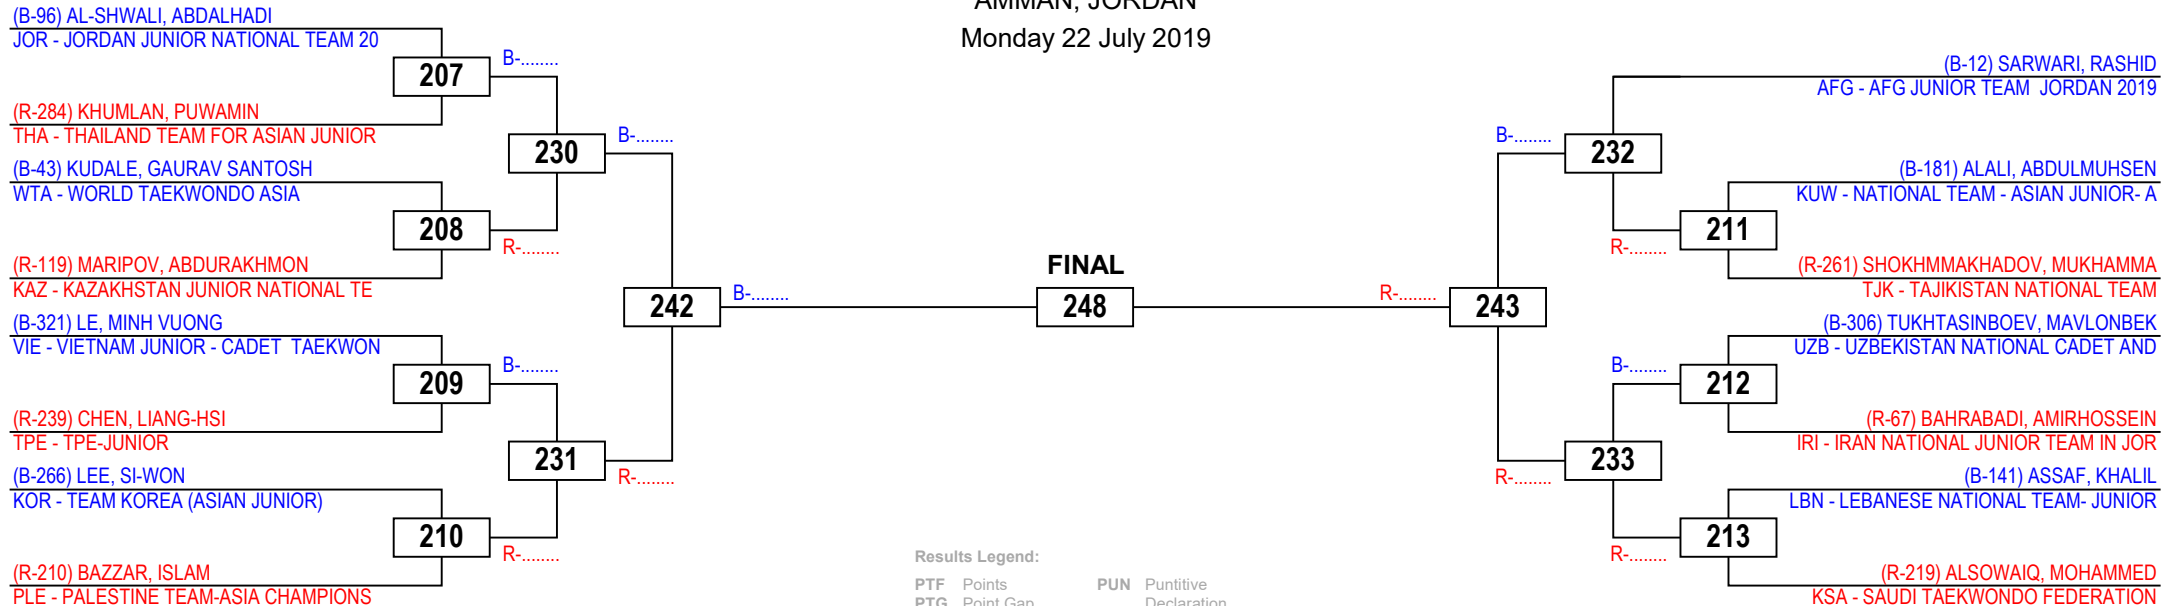 AMMAN, JORDAN
Monday 22 July 2019
(B-96) AL-SHWALI, ABDALHADI
JOR - JORDAN JUNIOR NATIONAL TEAM 20
207
B-........
(R-284) KHUMLAN, PUWAMIN
THA - THAILAND TEAM FOR ASIAN JUNIOR
230
B-........
(B-43) KUDALE, GAURAV SANTOSH
WTA - WORLD TAEKWONDO ASIA
208
R-........
(R-119) MARIPOV, ABDURAKHMON
KAZ - KAZAKHSTAN JUNIOR NATIONAL TE
242
B-........
(B-321) LE, MINH VUONG
VIE - VIETNAM JUNIOR - CADET  TAEKWON
209
B-........
(R-239) CHEN, LIANG-HSI
TPE - TPE-JUNIOR
231
R-........
(B-266) LEE, SI-WON
KOR - TEAM KOREA (ASIAN JUNIOR)
210
R-........
(R-210) BAZZAR, ISLAM
PLE - PALESTINE TEAM-ASIA CHAMPIONS
FINAL
248
(B-12) SARWARI, RASHID
AFG - AFG JUNIOR TEAM  JORDAN 2019
B-........
232
(B-181) ALALI, ABDULMUHSEN
KUW - NATIONAL TEAM - ASIAN JUNIOR- A
R-........
211
(R-261) SHOKHMMAKHADOV, MUKHAMMA
TJK - TAJIKISTAN NATIONAL TEAM
R-........
243
(B-306) TUKHTASINBOEV, MAVLONBEK
UZB - UZBEKISTAN NATIONAL CADET AND
B-........
212
(R-67) BAHRABADI, AMIRHOSSEIN
IRI - IRAN NATIONAL JUNIOR TEAM IN JOR
R-........
233
(B-141) ASSAF, KHALIL
LBN - LEBANESE NATIONAL TEAM- JUNIOR
R-........
213
(R-219) ALSOWAIQ, MOHAMMED
KSA - SAUDI TAEKWONDO FEDERATION
Results Legend:
PTF Points
PUN Puntitive
Declaration
PTG Point Gap